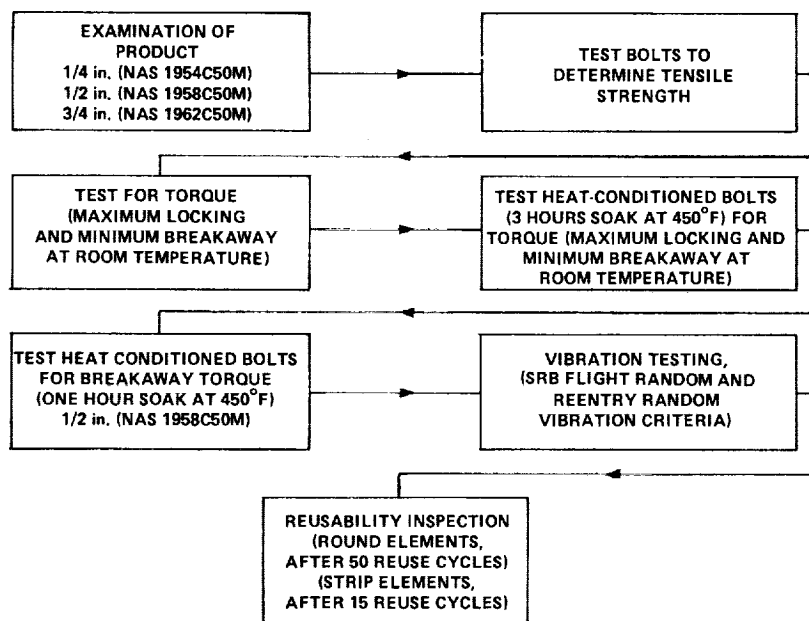 EXAMINATION OF
PRODUCT
1/4 in. (NAS 1954C50M)
1/2 in. (NAS 1958C50M)
3/4 in. (NAS 1962C50M)
TEST BOLTS TO
DETERMINE TENSILE
STRENGTH
TEST FOR TORQUE
(MAXIMUM LOCKING
AND MINIMUM BREAKAWAY
AT ROOM TEMPERATURE)
TEST HEAT-CONDITIONED BOLTS
(3 HOURS SOAK AT 450°F) FOR
TORQUE (MAXIMUM LOCKING AND
MINIMUM BREAKAWAY AT
ROOM TEMPERATURE)
TEST HEAT CONDITIONED BOLTS
FOR BREAKAWAY TORQUE
(ONE HOUR SOAK AT 450°F)
1/2 in. (NAS 1958C50M)
VIBRATION TESTING,
(SRB FLIGHT RANDOM AND
REENTRY RANDOM
VIBRATION CRITERIA)
REUSABILITY INSPECTION
(ROUND ELEMENTS,
AFTER 50 REUSE CYCLES)
(STRIP ELEMENTS,
AFTER 15 REUSE CYCLES)